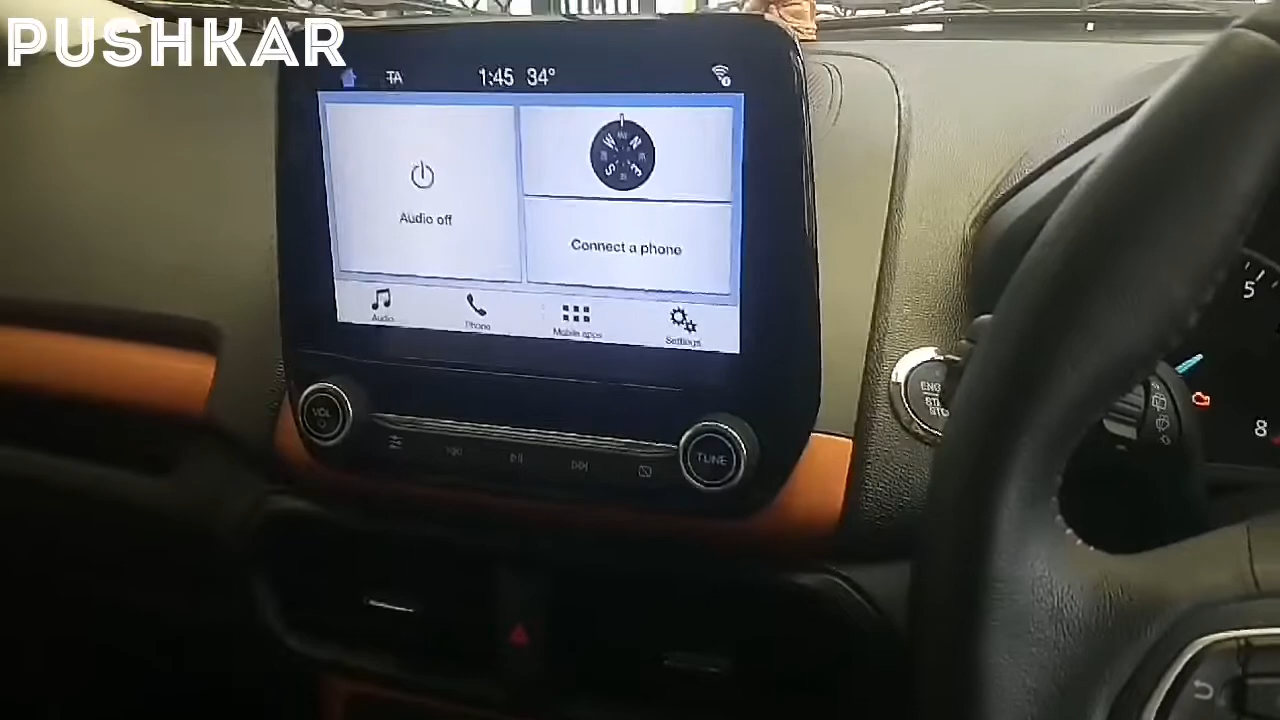 PUSHKAR
TA 1:45 34°
Audio off
W N
S E
Connect a phone
Audio Phone Mobile apps Settings
VOL
TUNE
5
8